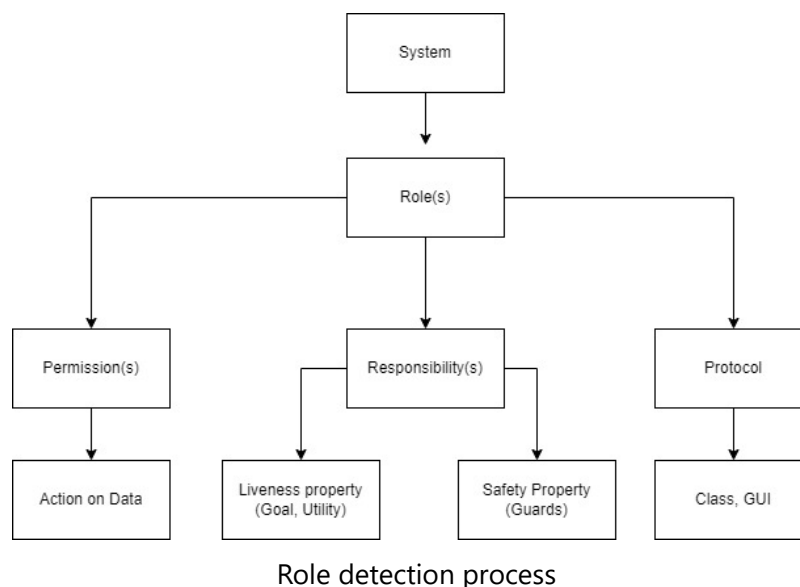 System
Role(s)
Permission(s)
Responsibility(s)
Protocol
Action on Data
Liveness property
(Goal, Utility)
Safety Property
(Guards)
Class, GUI
Role detection process